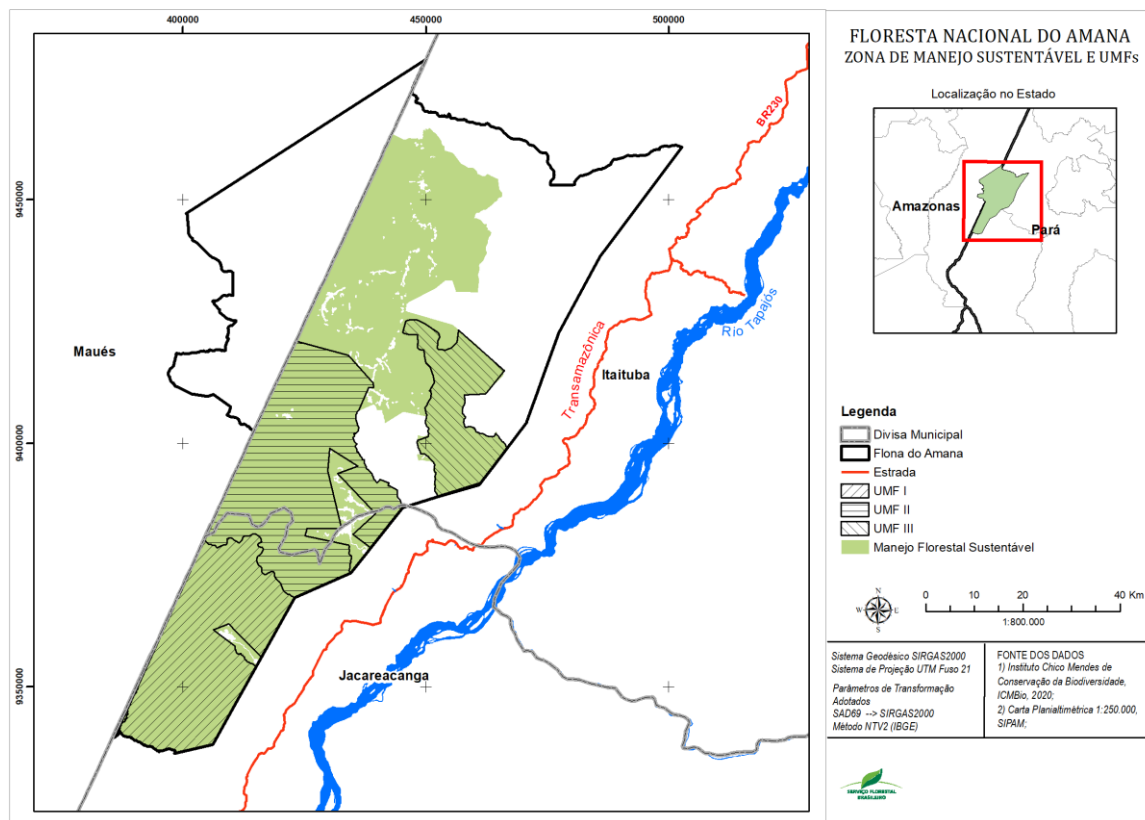 400000
450000
500000
9450000
9400000
9350000
BR230
Transamazônica
Rio Tapajós
Maués
Itaituba
Jacareacanga
FLORESTA NACIONAL DO AMANA
ZONA DE MANEJO SUSTENTÁVEL E UMFs
Localização no Estado
Amazonas
Pará
Legenda
Divisa Municipal
Flona do Amana
Estrada
UMF I
UMF II
UMF III
Manejo Florestal Sustentável
N
W
E
S
0 10 20 40 Km
1:800.000
Sistema Geodésico SIRGAS2000
Sistema de Projeção UTM Fuso 21
Parâmetros de Transformação
Adotados
SAD69 --> SIRGAS2000
Método NTV2 (IBGE)
FONTE DOS DADOS
1) Instituto Chico Mendes de
Conservação da Biodiversidade,
ICMBio, 2020;
2) Carta Planialtimétrica 1:250.000,
SIPAM;
SERVIÇO FLORESTAL
BRASILEIRO